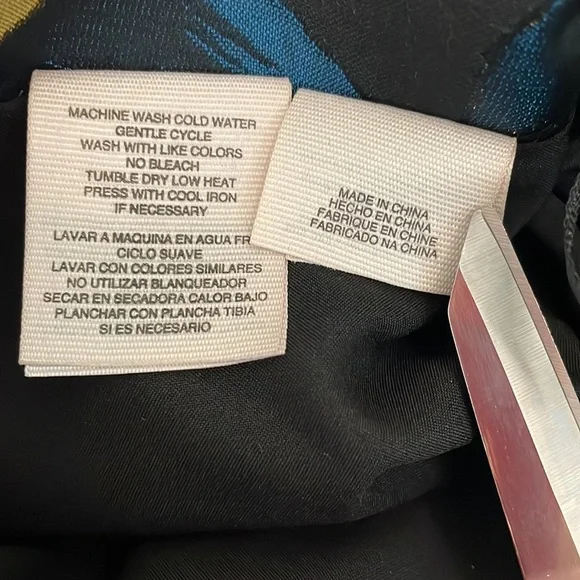 MACHINE WASH COLD WATER
GENTLE CYCLE
WASH WITH LIKE COLORS
NO BLEACH
TUMBLE DRY LOW HEAT
PRESS WITH COOL IRON
IF NECESSARY
LAVAR A MAQUINA EN AGUA FR
CICLO SUAVE
LAVAR CON COLORES SIMILARES
NO UTILIZAR BLANQUEADOR
SECAR EN SECADORA CALOR BAJO
PLANCHAR CON PLANCHA TIBIA
SI ES NECESARIO
MADE IN CHINA
HECHO EN CHINA
FABRIQUE EN CHINE
FABRICADO NA CHINA